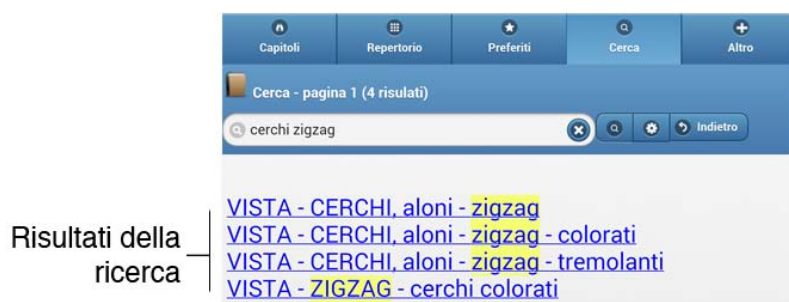 Capitoli Repertorio Preferiti Cerca Altro
Cerca - pagina 1 (4 risulati)
cerchi zigzag Indietro
VISTA - CERCHI, aloni - zigzag
VISTA - CERCHI, aloni - zigzag - colorati
VISTA - CERCHI, aloni - zigzag - tremolanti
VISTA - ZIGZAG - cerchi colorati
Risultati della
ricerca